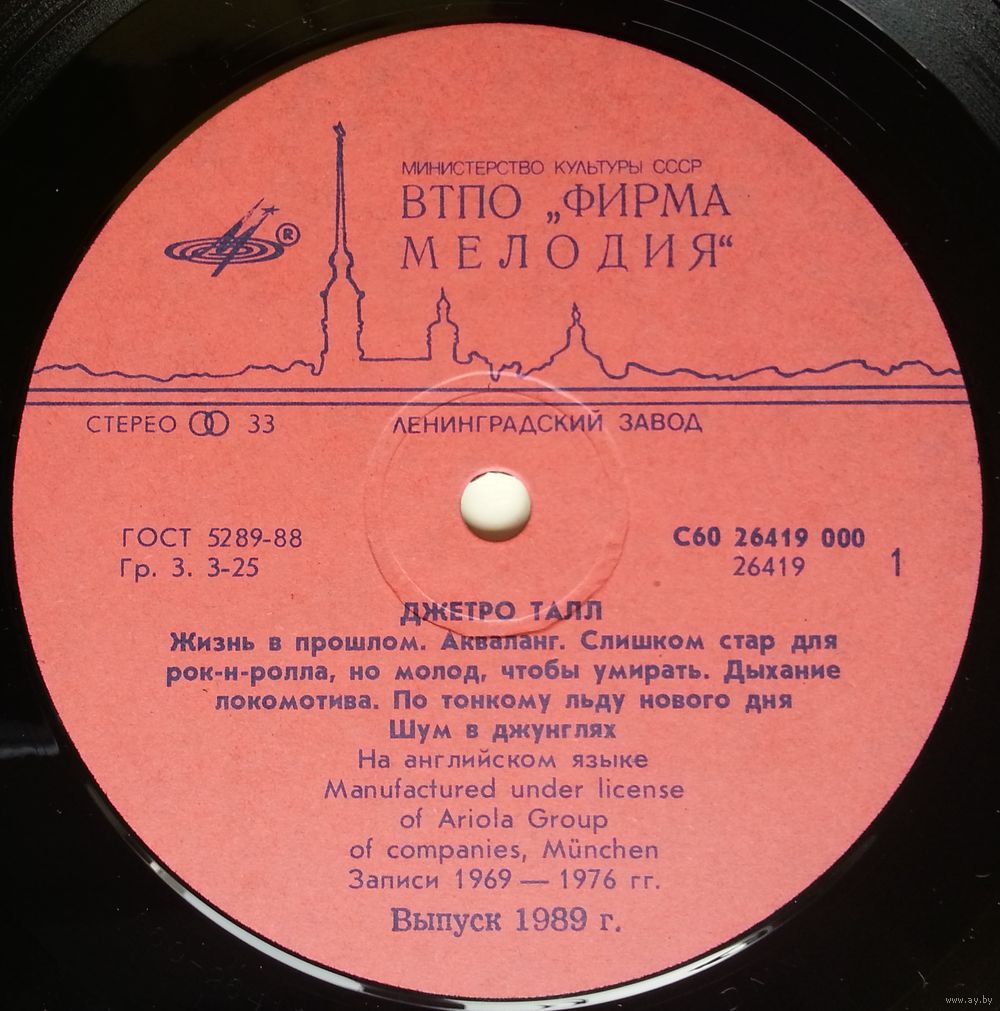 МИНИСТЕРСТВО КУЛЬТУРЫ СССР
ВТПО „ФИРМА
МЕЛОДИЯ“
®
СТЕРЕО 33
ЛЕНИНГРАДСКИЙ ЗАВОД
ГОСТ 5289-88
Гр. 3. 3-25
С60 26419 000
26419
1
ДЖЕТРО ТАЛЛ
Жизнь в прошлом. Акваланг. Слишком стар для
рок-н-ролла, но молод, чтобы умирать. Дыхание
локомотива. По тонкому льду нового дня
Шум в джунглях
На английском языке
Manufactured under license
of Ariola Group
of companies, München
Записи 1969 — 1976 гг.
Выпуск 1989 г.
www.ay.by